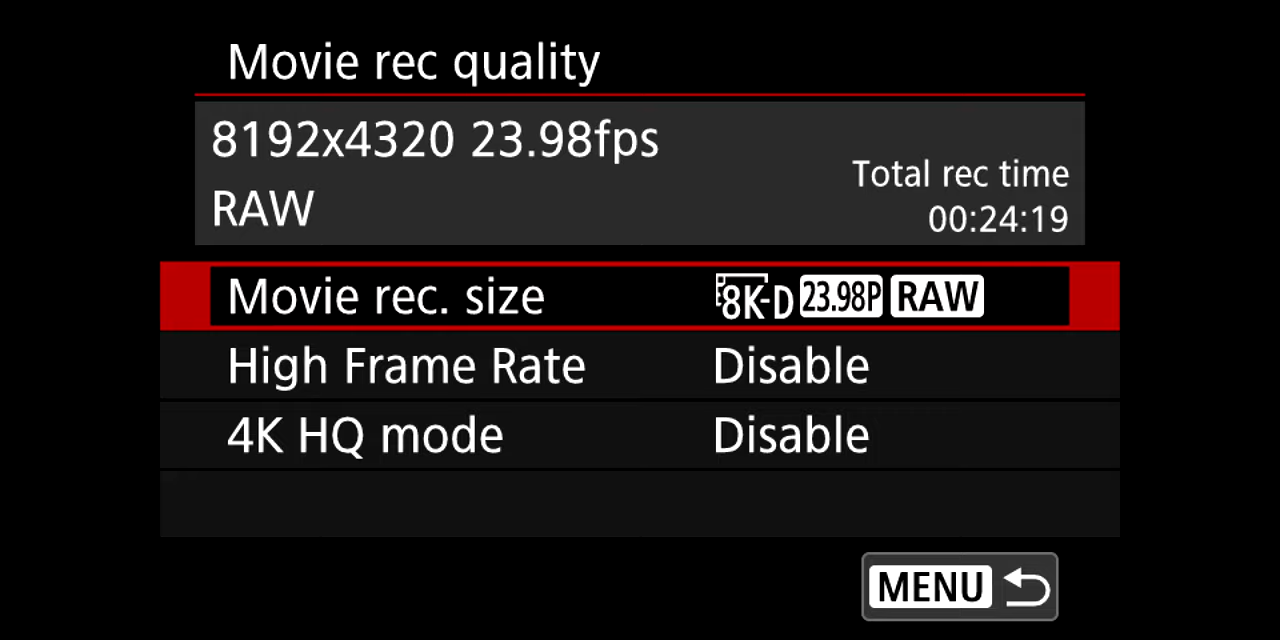 Movie rec quality
8192x4320 23.98fps
RAW
Total rec time
00:24:19
Movie rec. size 8K-D 23.98P RAW
High Frame Rate Disable
4K HQ mode Disable
MENU